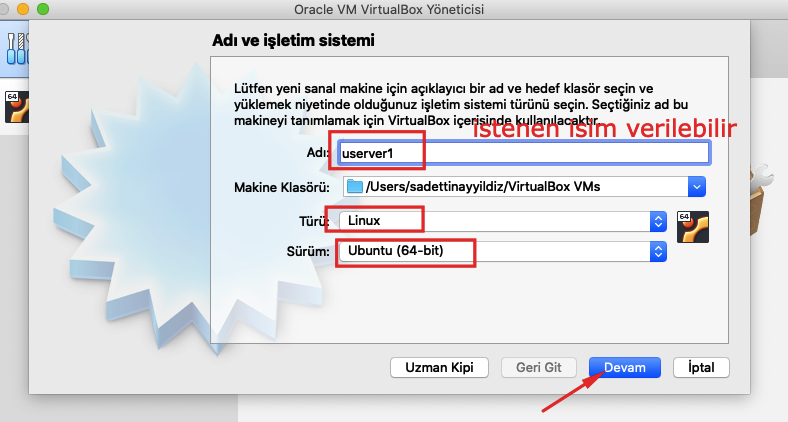 Oracle VM VirtualBox Yöneticisi
Adı ve işletim sistemi
Lütfen yeni sanal makine için açıklayıcı bir ad ve hedef klasör seçin ve
yüklemek niyetinde olduğunuz işletim sistemi türünü seçin. Seçtiğiniz ad bu
makineyi tanımlamak için VirtualBox içerisinde kullanılacaktır.
istenen isim verilebilir
Adı: userver1
Makine Klasörü: /Users/sadettinayyildiz/VirtualBox VMs
Türü: Linux
64
Sürüm: Ubuntu (64-bit)
64
Uzman Kipi Geri Git Devam İptal